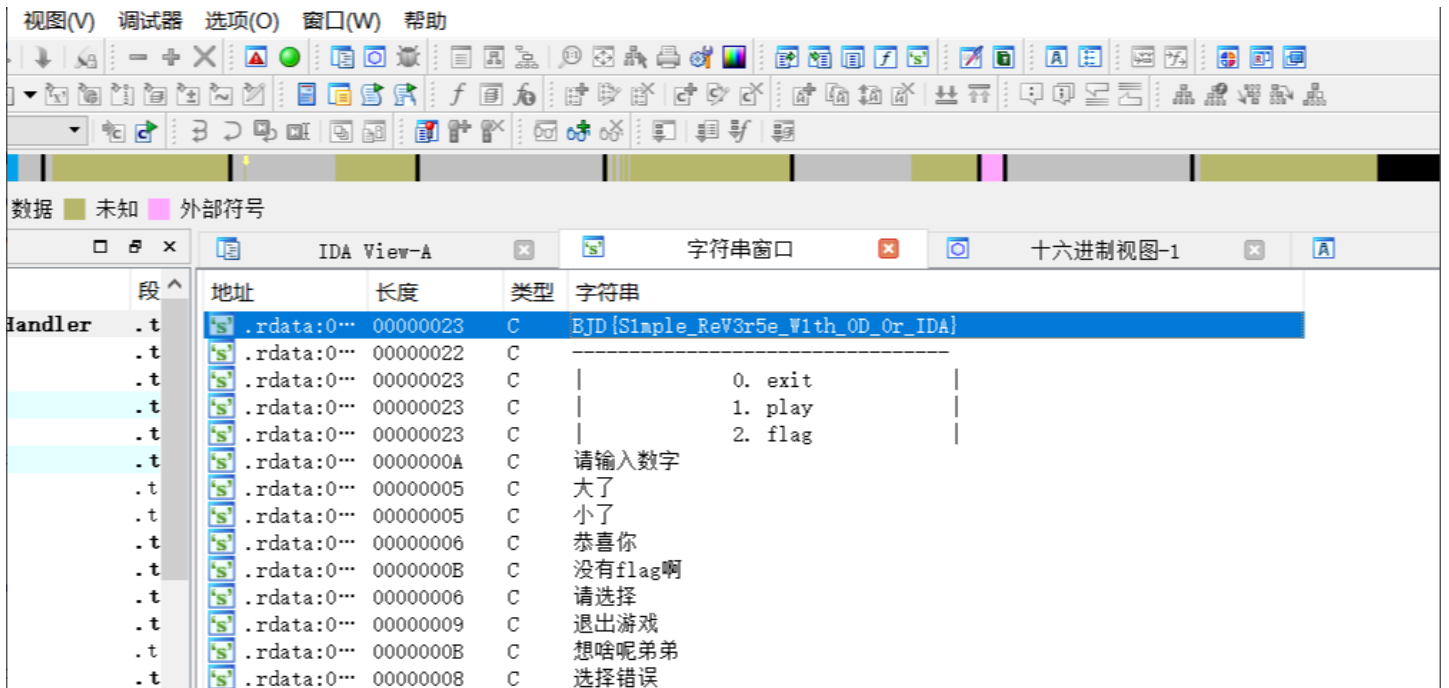 视图(V) 调试器 选项(O) 窗口(W) 帮助
数据 未知 外部符号
IDA View-A 字符串窗口 十六进制视图-1
段 地址 长度 类型 字符串
Handler .t .rdata:0… 00000023 C BJD{S1mple_ReV3r5e_W1th_0D_0r_IDA}
.t .rdata:0… 00000022 C ---------------------------------
.t .rdata:0… 00000023 C | 0. exit |
.t .rdata:0… 00000023 C | 1. play |
.t .rdata:0… 00000023 C | 2. flag |
.t .rdata:0… 0000000A C 请输入数字
.t .rdata:0… 00000005 C 大了
.t .rdata:0… 00000005 C 小了
.t .rdata:0… 00000006 C 恭喜你
.t .rdata:0… 0000000B C 没有flag啊
.t .rdata:0… 00000006 C 请选择
.t .rdata:0… 00000009 C 退出游戏
.t .rdata:0… 0000000B C 想啥呢弟弟
.t .rdata:0… 00000008 C 选择错误